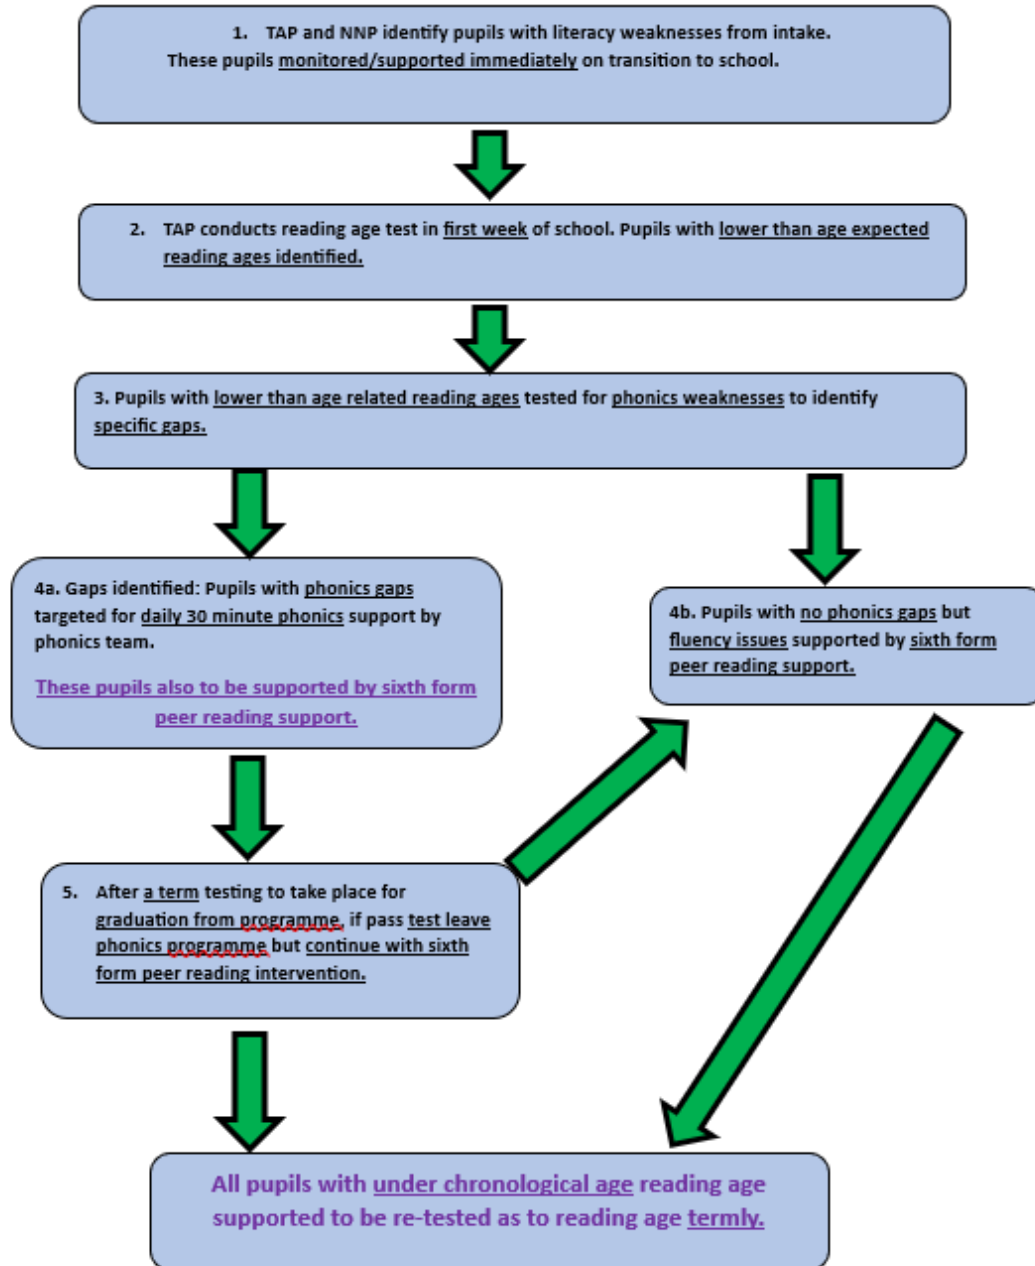 1. TAP and NNP identify pupils with literacy weaknesses from intake.
These pupils monitored/supported immediately on transition to school.
2. TAP conducts reading age test in first week of school. Pupils with lower than age expected
reading ages identified.
3. Pupils with lower than age related reading ages tested for phonics weaknesses to identify
specific gaps.
4a. Gaps identified: Pupils with phonics gaps
targeted for daily 30 minute phonics support by
phonics team.
These pupils also to be supported by sixth form
peer reading support.
4b. Pupils with no phonics gaps but
fluency issues supported by sixth form
peer reading support.
5. After a term testing to take place for
graduation from programme, if pass test leave
phonics programme but continue with sixth
form peer reading intervention.
All pupils with under chronological age reading age
supported to be re-tested as to reading age termly.